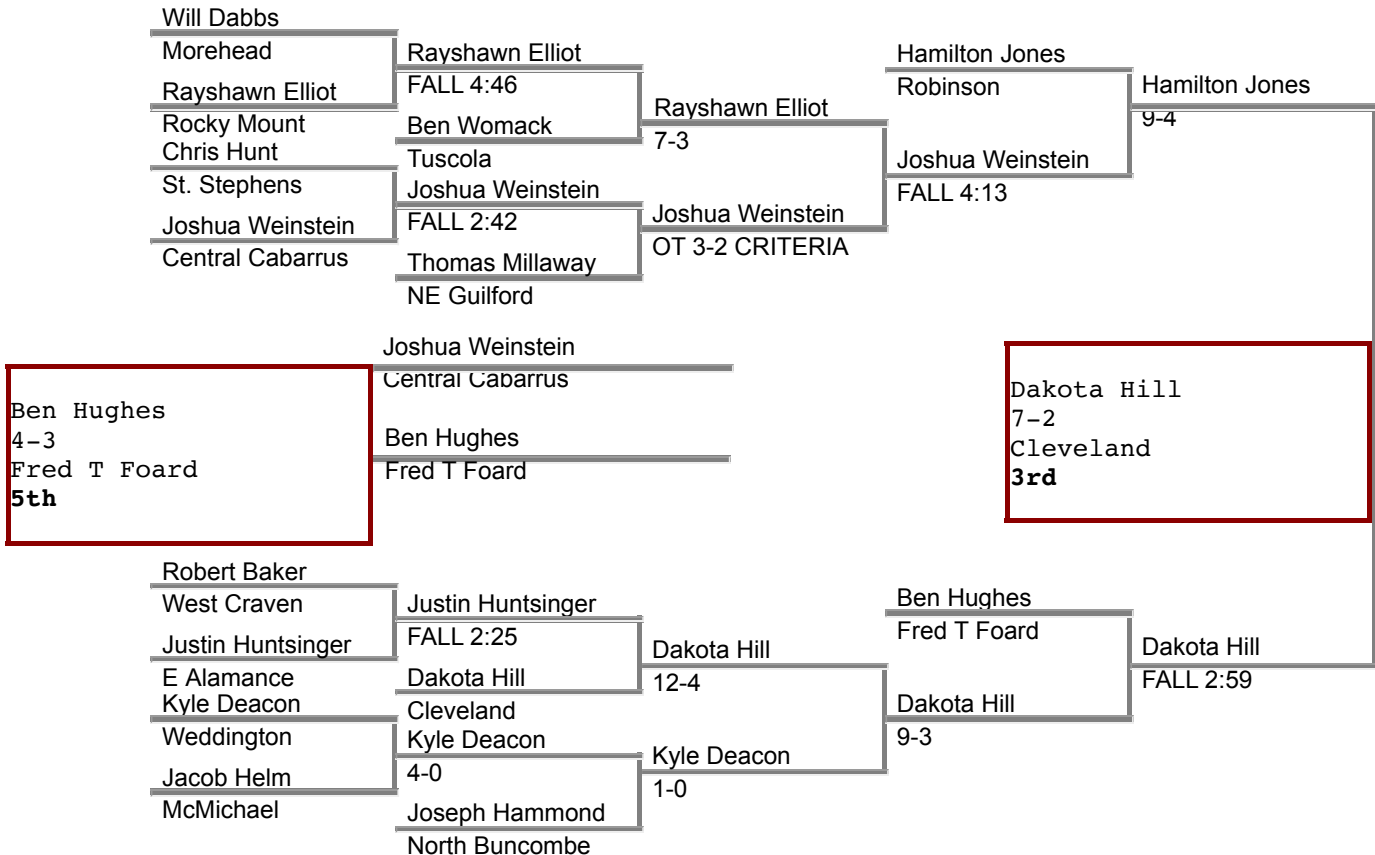 Will Dabbs
Morehead
Rayshawn Elliot
Rocky Mount
Chris Hunt
St. Stephens
Joshua Weinstein
Central Cabarrus
Rayshawn Elliot
FALL 4:46
Ben Womack
Tuscola
Joshua Weinstein
FALL 2:42
Thomas Millaway
NE Guilford
Rayshawn Elliot
7-3
Joshua Weinstein
OT 3-2 CRITERIA
Hamilton Jones
Robinson
Joshua Weinstein
FALL 4:13
Hamilton Jones
9-4
Joshua Weinstein
Central Cabarrus
Ben Hughes
Fred T Foard
Ben Hughes
4-3
Fred T Foard
5th
Dakota Hill
7-2
Cleveland
3rd
Robert Baker
West Craven
Justin Huntsinger
E Alamance
Kyle Deacon
Weddington
Jacob Helm
McMichael
Justin Huntsinger
FALL 2:25
Dakota Hill
Cleveland
Kyle Deacon
4-0
Joseph Hammond
North Buncombe
Dakota Hill
12-4
Kyle Deacon
1-0
Ben Hughes
Fred T Foard
Dakota Hill
9-3
Dakota Hill
FALL 2:59